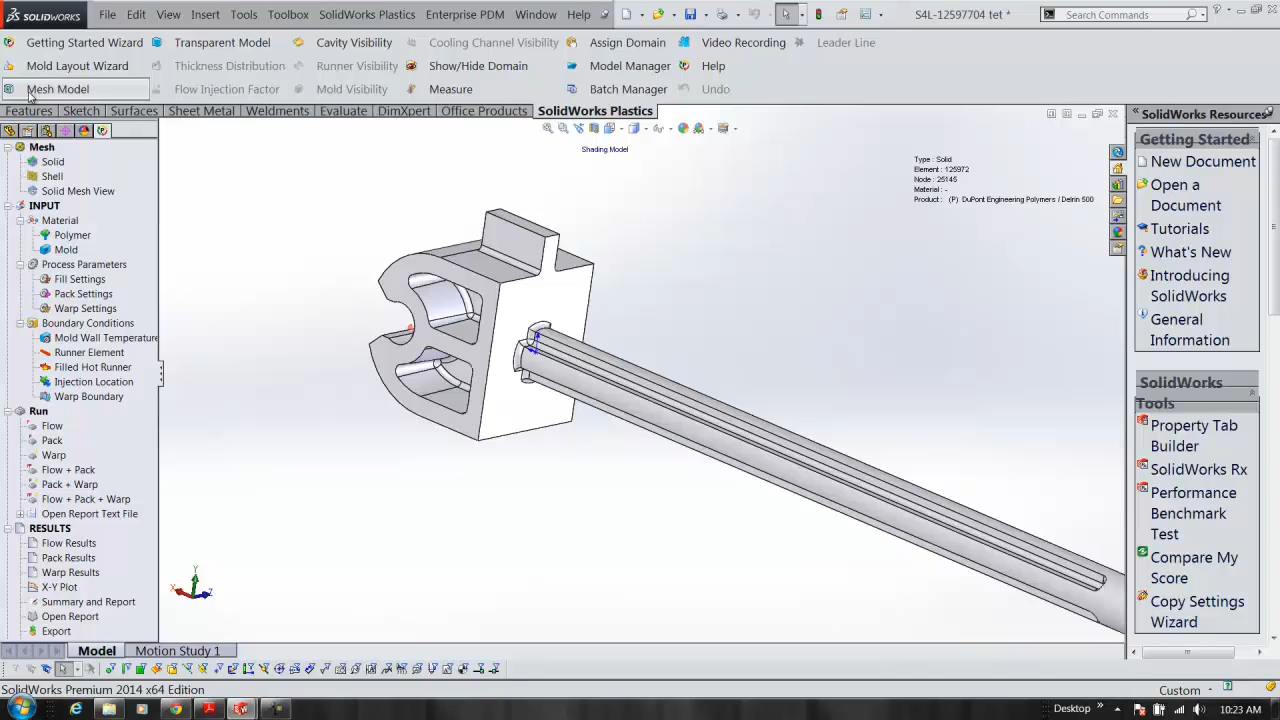 SOLIDWORKS File Edit View Insert Tools Toolbox SolidWorks Plastics Enterprise PDM Window Help S4L-12597704 tet * Search Commands
Getting Started Wizard Transparent Model Cavity Visibility Cooling Channel Visibility Assign Domain Video Recording Leader Line
Mold Layout Wizard Thickness Distribution Runner Visibility Show/Hide Domain Model Manager Help
Mesh Model Flow Injection Factor Mold Visibility Measure Batch Manager Undo
Features Sketch Surfaces Sheet Metal Weldments Evaluate DimXpert Office Products SolidWorks Plastics
Mesh
Solid
Shell
Solid Mesh View
INPUT
Material
Polymer
Mold
Process Parameters
Fill Settings
Pack Settings
Warp Settings
Boundary Conditions
Mold Wall Temperature
Runner Element
Filled Hot Runner
Injection Location
Warp Boundary
Run
Flow
Pack
Warp
Flow + Pack
Pack + Warp
Flow + Pack + Warp
Open Report Text File
RESULTS
Flow Results
Pack Results
Warp Results
X-Y Plot
Summary and Report
Open Report
Export
Shading Model
Type : Solid
Element : 125972
Node : 25145
Material : -
Product : (P) DuPont Engineering Polymers / Delrin 500
Y
X
Z
SolidWorks Resources
Getting Started
New Document
Open a
Document
Tutorials
What's New
Introducing
SolidWorks
General
Information
SolidWorks
Tools
Property Tab
Builder
SolidWorks Rx
Performance
Benchmark
Test
Compare My
Score
Copy Settings
Wizard
Model Motion Study 1
SolidWorks Premium 2014 x64 Edition Custom
Desktop 10:23 AM